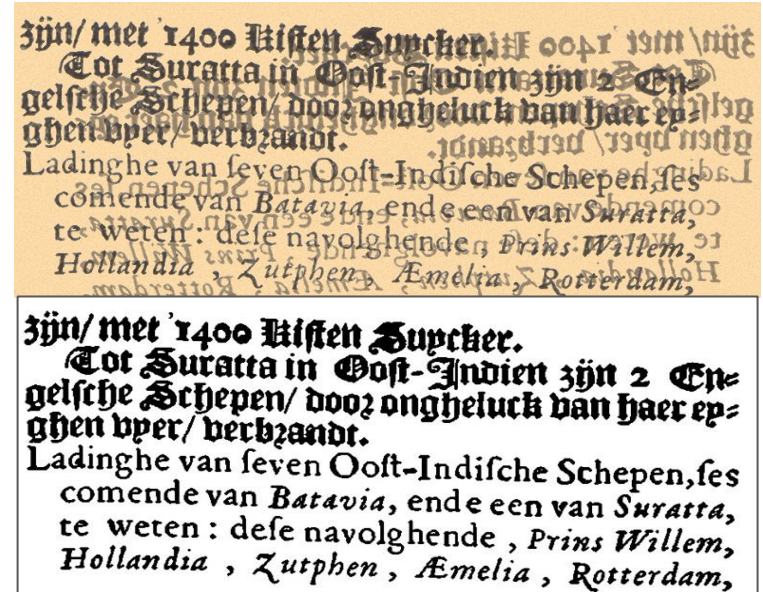 zijn/ met 1400 Kisten Suycker.
Tot Suratta in Oost-Indien zijn 2 En=
gelsche Schepen/ door ongheluck van haer ey=
ghen vyer/ verbrandt.
Ladinghe van ſeven Ooſt-Indiſche Schepen,ſes
comende van Batavia, ende een van Suratta,
te weten : deſe navolghende , Prins Willem,
Hollandia , Zutphen , Æmelia , Rotterdam,
zijn/ met 1400 Kisten Suycker.
Tot Suratta in Oost-Indien zijn 2 En=
gelsche Schepen/ door ongheluck van haer ey=
ghen vyer/ verbrandt.
Ladinghe van ſeven Ooſt-Indiſche Schepen,ſes
comende van Batavia, ende een van Suratta,
te weten : deſe navolghende , Prins Willem,
Hollandia , Zutphen , Æmelia , Rotterdam,